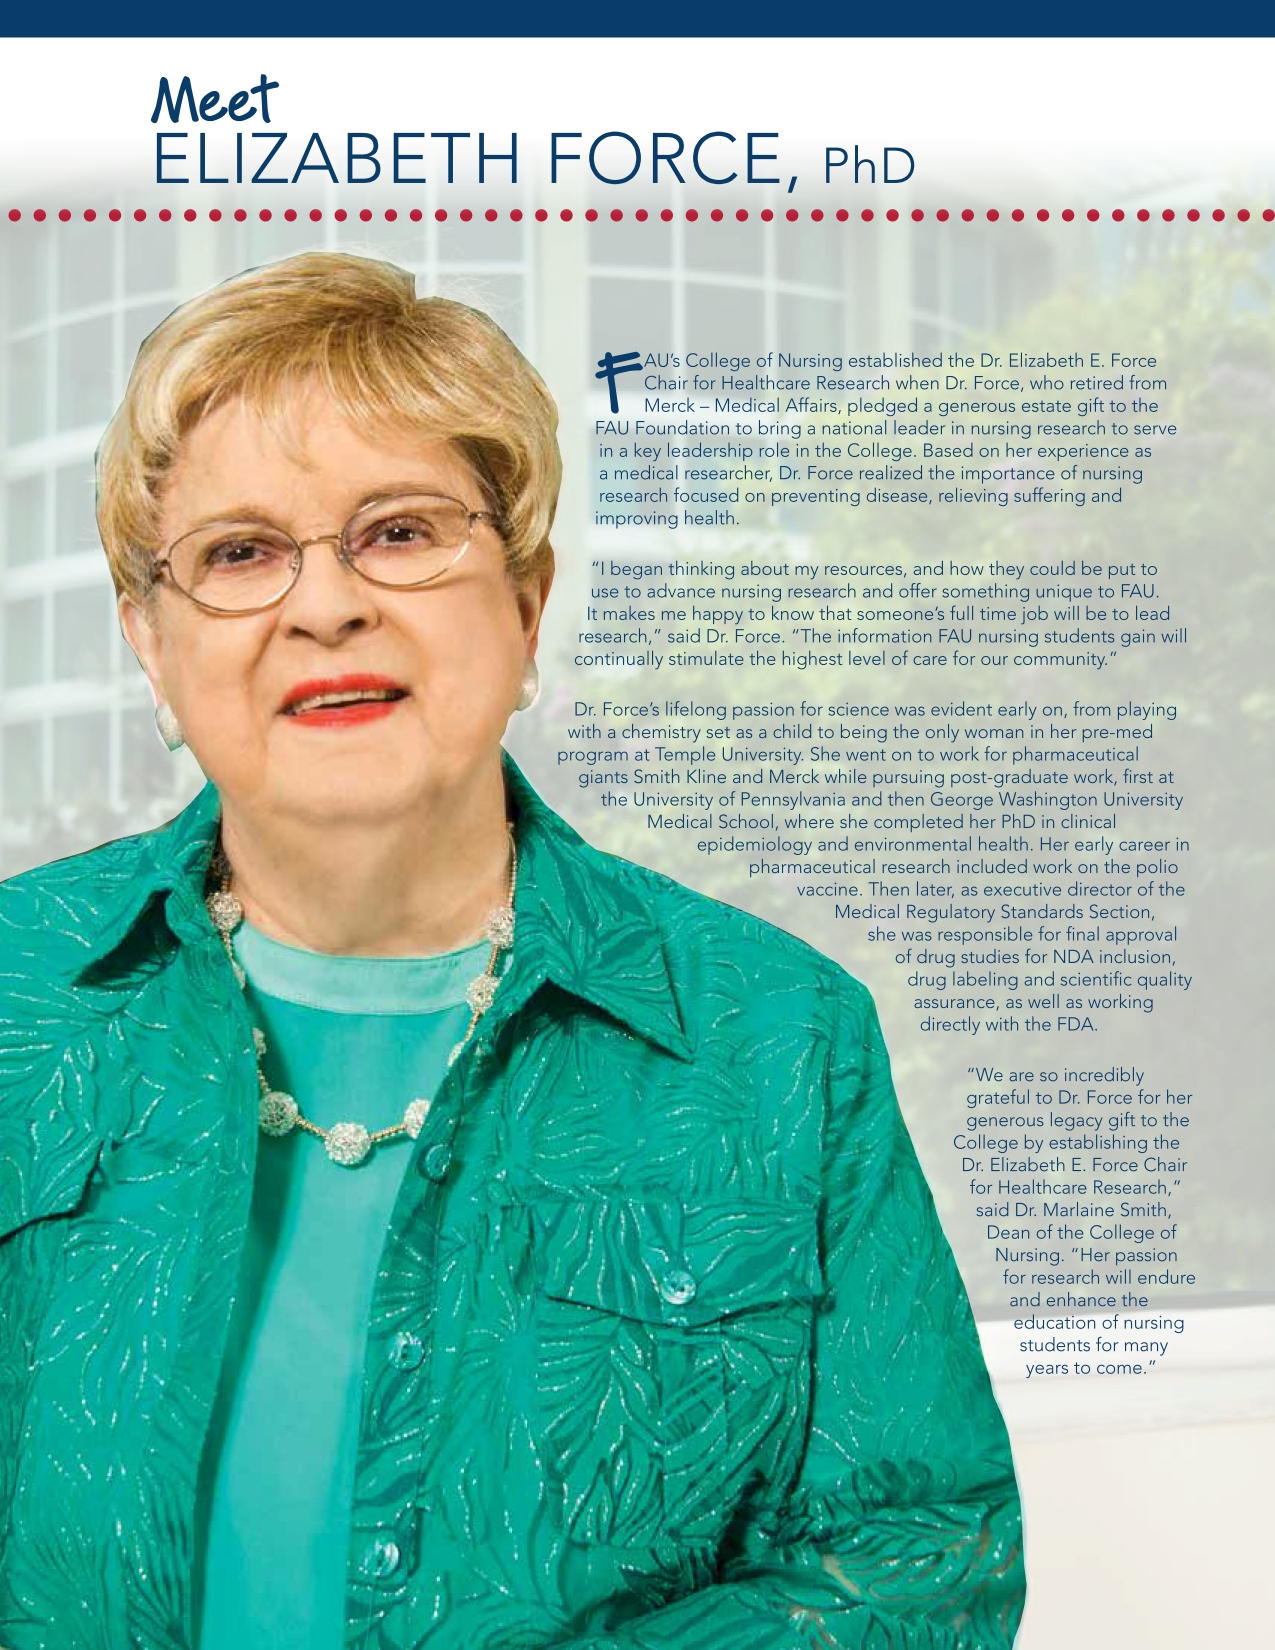 Meet
ELIZABETH FORCE, PhD
FAU’s College of Nursing established the Dr. Elizabeth E. Force
Chair for Healthcare Research when Dr. Force, who retired from
Merck – Medical Affairs, pledged a generous estate gift to the
FAU Foundation to bring a national leader in nursing research to serve
in a key leadership role in the College. Based on her experience as
a medical researcher, Dr. Force realized the importance of nursing
research focused on preventing disease, relieving suffering and
improving health.
“I began thinking about my resources, and how they could be put to
use to advance nursing research and offer something unique to FAU.
It makes me happy to know that someone’s full time job will be to lead
research,” said Dr. Force. “The information FAU nursing students gain will
continually stimulate the highest level of care for our community.”
Dr. Force’s lifelong passion for science was evident early on, from playing
with a chemistry set as a child to being the only woman in her pre-med
program at Temple University. She went on to work for pharmaceutical
giants Smith Kline and Merck while pursuing post-graduate work, first at
the University of Pennsylvania and then George Washington University
Medical School, where she completed her PhD in clinical
epidemiology and environmental health. Her early career in
pharmaceutical research included work on the polio
vaccine. Then later, as executive director of the
Medical Regulatory Standards Section,
she was responsible for final approval
of drug studies for NDA inclusion,
drug labeling and scientific quality
assurance, as well as working
directly with the FDA.
“We are so incredibly
grateful to Dr. Force for her
generous legacy gift to the
College by establishing the
Dr. Elizabeth E. Force Chair
for Healthcare Research,”
said Dr. Marlaine Smith,
Dean of the College of
Nursing. “Her passion
for research will endure
and enhance the
education of nursing
students for many
years to come.”